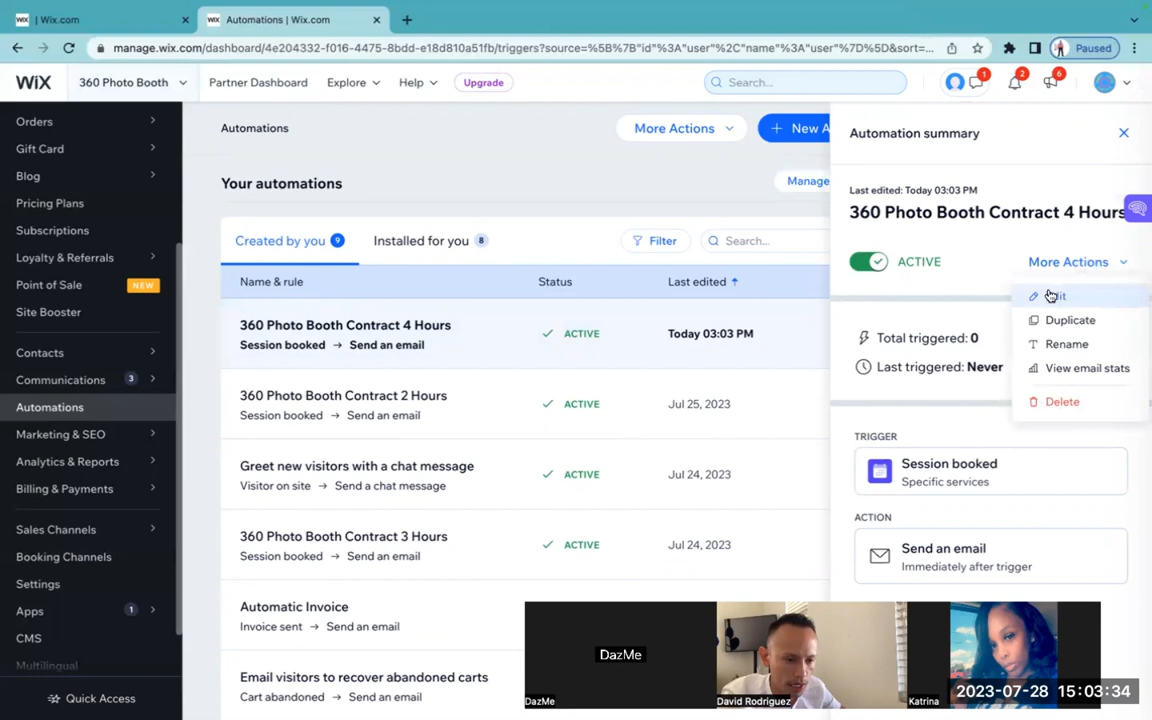 WiX | Wix.com
WiX Automations | Wix.com
manage.wix.com/dashboard/4e204332-f016-4475-8bdd-e18d810a51fb/triggers?source=%5B%7B"id"%3A"user"%2C"name"%3A"user"%7D%5D&sort=...
Paused
WiX
360 Photo Booth
Partner Dashboard
Explore
Help
Upgrade
Search...
1
2
6
Orders
Gift Card
Blog
Pricing Plans
Subscriptions
Loyalty & Referrals
Point of Sale NEW
Site Booster
Contacts
Communications 3
Automations
Marketing & SEO
Analytics & Reports
Billing & Payments
Sales Channels
Booking Channels
Settings
Apps 1
CMS
Multilingual
Quick Access
Automations
More Actions
+ New A
Your automations
Manage
Created by you 9
Installed for you 8
Filter
Search...
Name & rule
Status
Last edited ↑
360 Photo Booth Contract 4 Hours
Session booked → Send an email
ACTIVE
Today 03:03 PM
360 Photo Booth Contract 2 Hours
Session booked → Send an email
ACTIVE
Jul 25, 2023
Greet new visitors with a chat message
Visitor on site → Send a chat message
ACTIVE
Jul 24, 2023
360 Photo Booth Contract 3 Hours
Session booked → Send an email
ACTIVE
Jul 24, 2023
Automatic Invoice
Invoice sent → Send an email
Email visitors to recover abandoned carts
Cart abandoned → Send an email
Automation summary
Last edited: Today 03:03 PM
360 Photo Booth Contract 4 Hours
ACTIVE
More Actions
Duplicate
Rename
View email stats
Delete
Total triggered: 0
Last triggered: Never
TRIGGER
Session booked
Specific services
ACTION
Send an email
Immediately after trigger
DazMe
DazMe
David Rodriguez
Katrina
2023-07-28 15:03:34